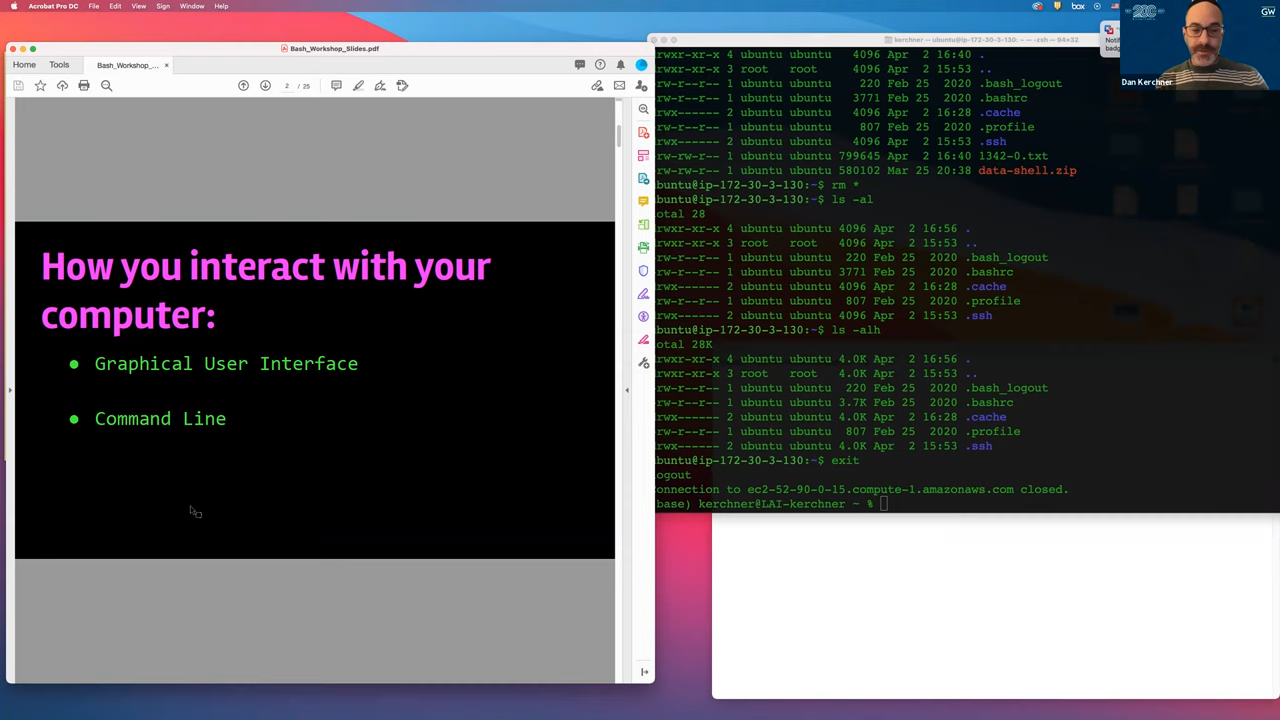 Acrobat Pro DC File Edit View Sign Window Help
box
Bash_Workshop_Slides.pdf
Home Tools Bash_Workshop_... ×
2 / 25
How you interact with your
computer:
● Graphical User Interface
● Command Line
kerchner — ubuntu@ip-172-30-3-130: ~ — -zsh — 94×32
rwxr-xr-x 4 ubuntu ubuntu 4096 Apr 2 16:40 .
rwxr-xr-x 3 root root 4096 Apr 2 15:53 ..
rw-r--r-- 1 ubuntu ubuntu 220 Feb 25 2020 .bash_logout
rw-r--r-- 1 ubuntu ubuntu 3771 Feb 25 2020 .bashrc
rwx------ 2 ubuntu ubuntu 4096 Apr 2 16:28 .cache
rw-r--r-- 1 ubuntu ubuntu 807 Feb 25 2020 .profile
rwx------ 2 ubuntu ubuntu 4096 Apr 2 15:53 .ssh
rw-rw-r-- 1 ubuntu ubuntu 799645 Apr 2 16:40 1342-0.txt
rw-rw-r-- 1 ubuntu ubuntu 580102 Mar 25 20:38 data-shell.zip
buntu@ip-172-30-3-130:~$ rm *
buntu@ip-172-30-3-130:~$ ls -al
otal 28
rwxr-xr-x 4 ubuntu ubuntu 4096 Apr 2 16:56 .
rwxr-xr-x 3 root root 4096 Apr 2 15:53 ..
rw-r--r-- 1 ubuntu ubuntu 220 Feb 25 2020 .bash_logout
rw-r--r-- 1 ubuntu ubuntu 3771 Feb 25 2020 .bashrc
rwx------ 2 ubuntu ubuntu 4096 Apr 2 16:28 .cache
rw-r--r-- 1 ubuntu ubuntu 807 Feb 25 2020 .profile
rwx------ 2 ubuntu ubuntu 4096 Apr 2 15:53 .ssh
buntu@ip-172-30-3-130:~$ ls -alh
otal 28K
rwxr-xr-x 4 ubuntu ubuntu 4.0K Apr 2 16:56 .
rwxr-xr-x 3 root root 4.0K Apr 2 15:53 ..
rw-r--r-- 1 ubuntu ubuntu 220 Feb 25 2020 .bash_logout
rw-r--r-- 1 ubuntu ubuntu 3.7K Feb 25 2020 .bashrc
rwx------ 2 ubuntu ubuntu 4.0K Apr 2 16:28 .cache
rw-r--r-- 1 ubuntu ubuntu 807 Feb 25 2020 .profile
rwx------ 2 ubuntu ubuntu 4.0K Apr 2 15:53 .ssh
buntu@ip-172-30-3-130:~$ exit
ogout
onnection to ec2-52-90-0-15.compute-1.amazonaws.com closed.
base) kerchner@LAI-kerchner ~ %
Notif
badg
GW
Dan Kerchner